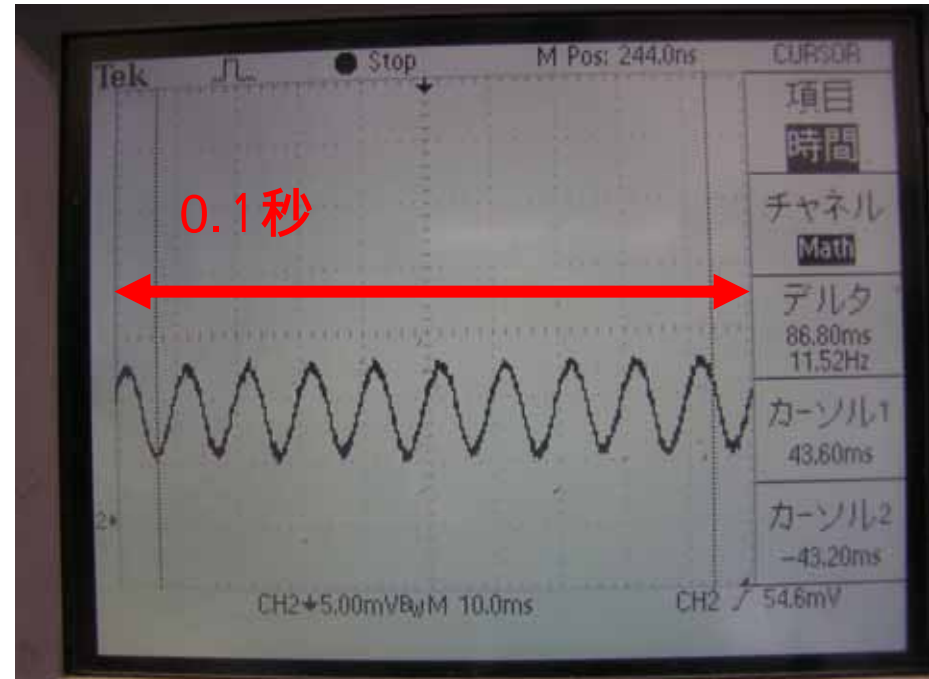 Tek
● Stop
M Pos: 244.0ns
CURSOR
項目
時間
0.1秒
チャネル
Math
デルタ
86.80ms
11.52Hz
カーソル1
43.60ms
2
カーソル2
-43.20ms
CH2 5.00mVBw M 10.0ms
CH2 / 54.6mV